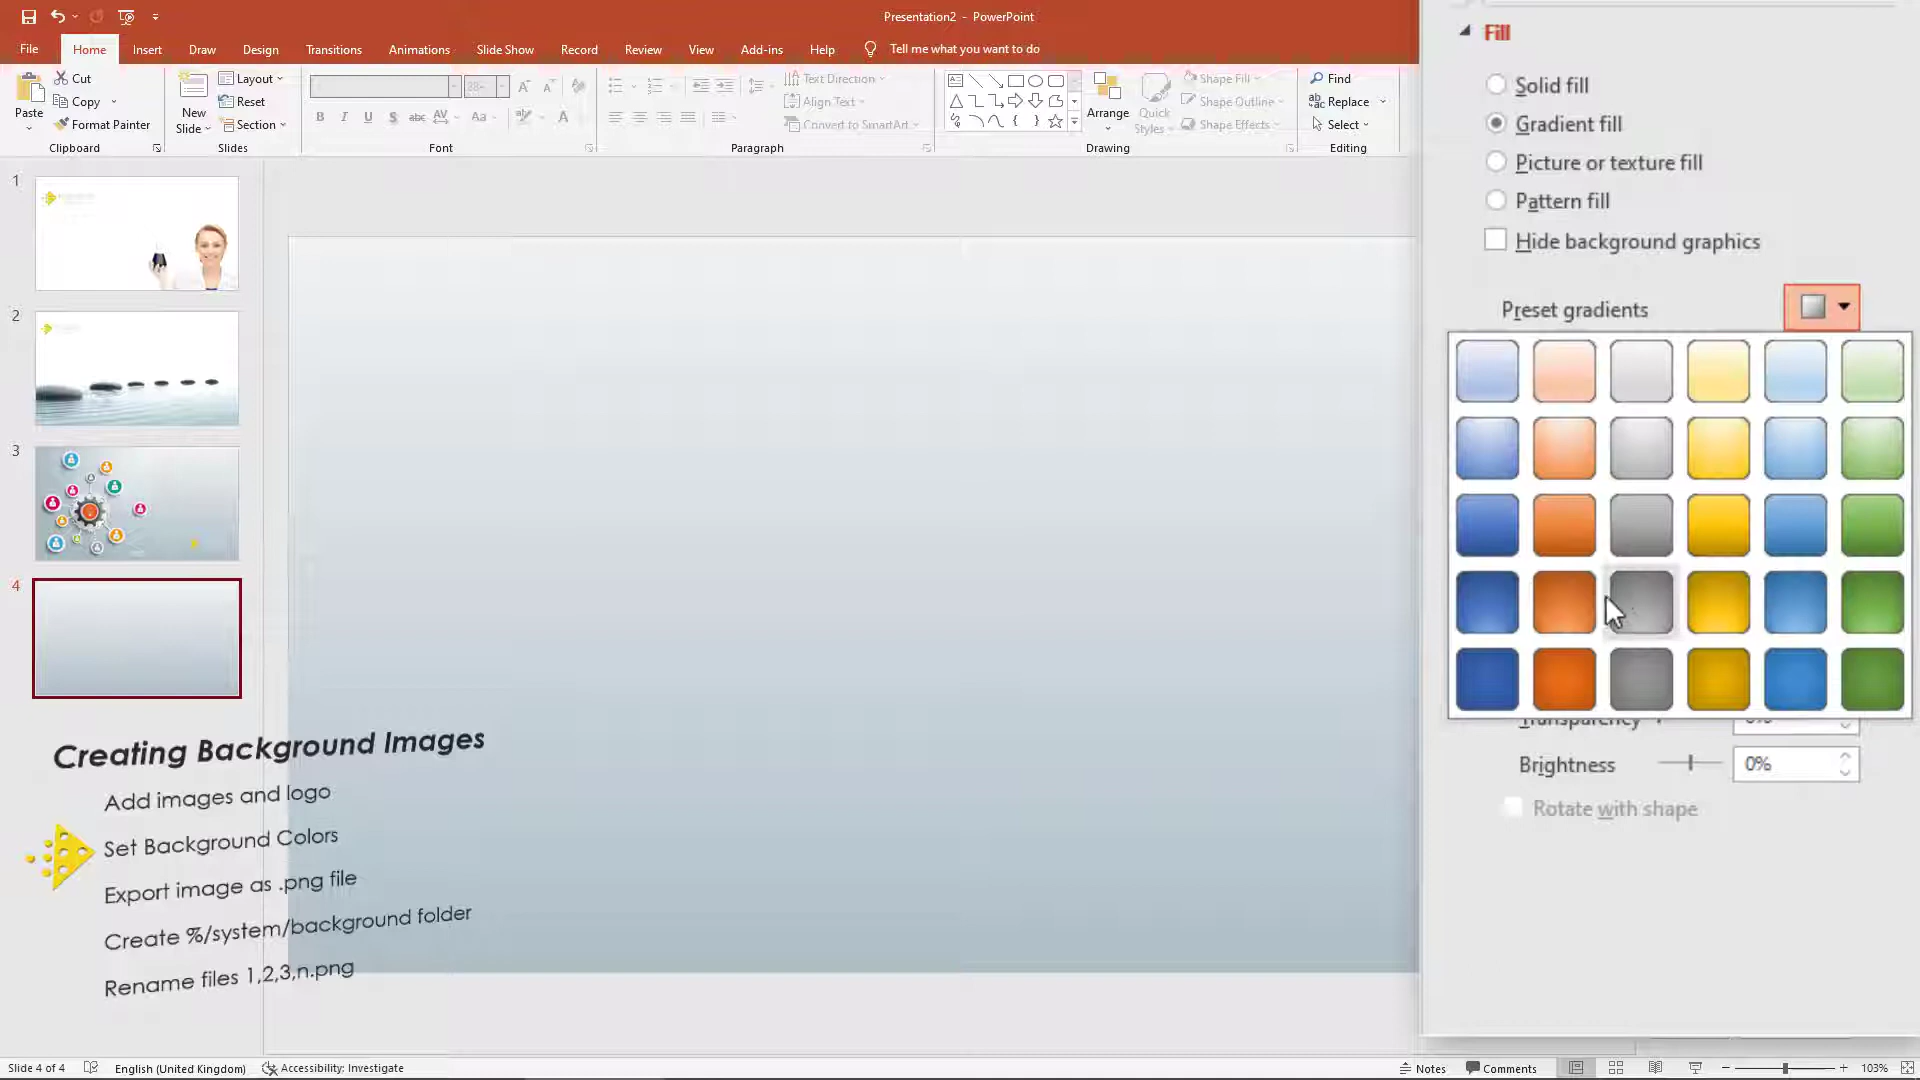 Presentation2 - PowerPoint
File Home Insert Draw Design Transitions Animations Slide Show Record Review View Add-ins Help Tell me what you want to do
Paste
Cut
Copy
Format Painter
Clipboard
New
Slide
Layout
Reset
Section
Slides
28
Font
Text Direction
Align Text
Convert to SmartArt
Paragraph
Arrange
Quick
Styles
Shape Fill
Shape Outline
Shape Effects
Drawing
Find
Replace
Select
Editing
1
2
3
4
Creating Background Images
Add images and logo
Set Background Colors
Export image as .png file
Create %/system/background folder
Rename files 1,2,3,n.png
Fill
Solid fill
Gradient fill
Picture or texture fill
Pattern fill
Hide background graphics
Preset gradients
Transparency
Brightness 0%
Rotate with shape
Slide 4 of 4 English (United Kingdom) Accessibility: Investigate Notes Comments 103%